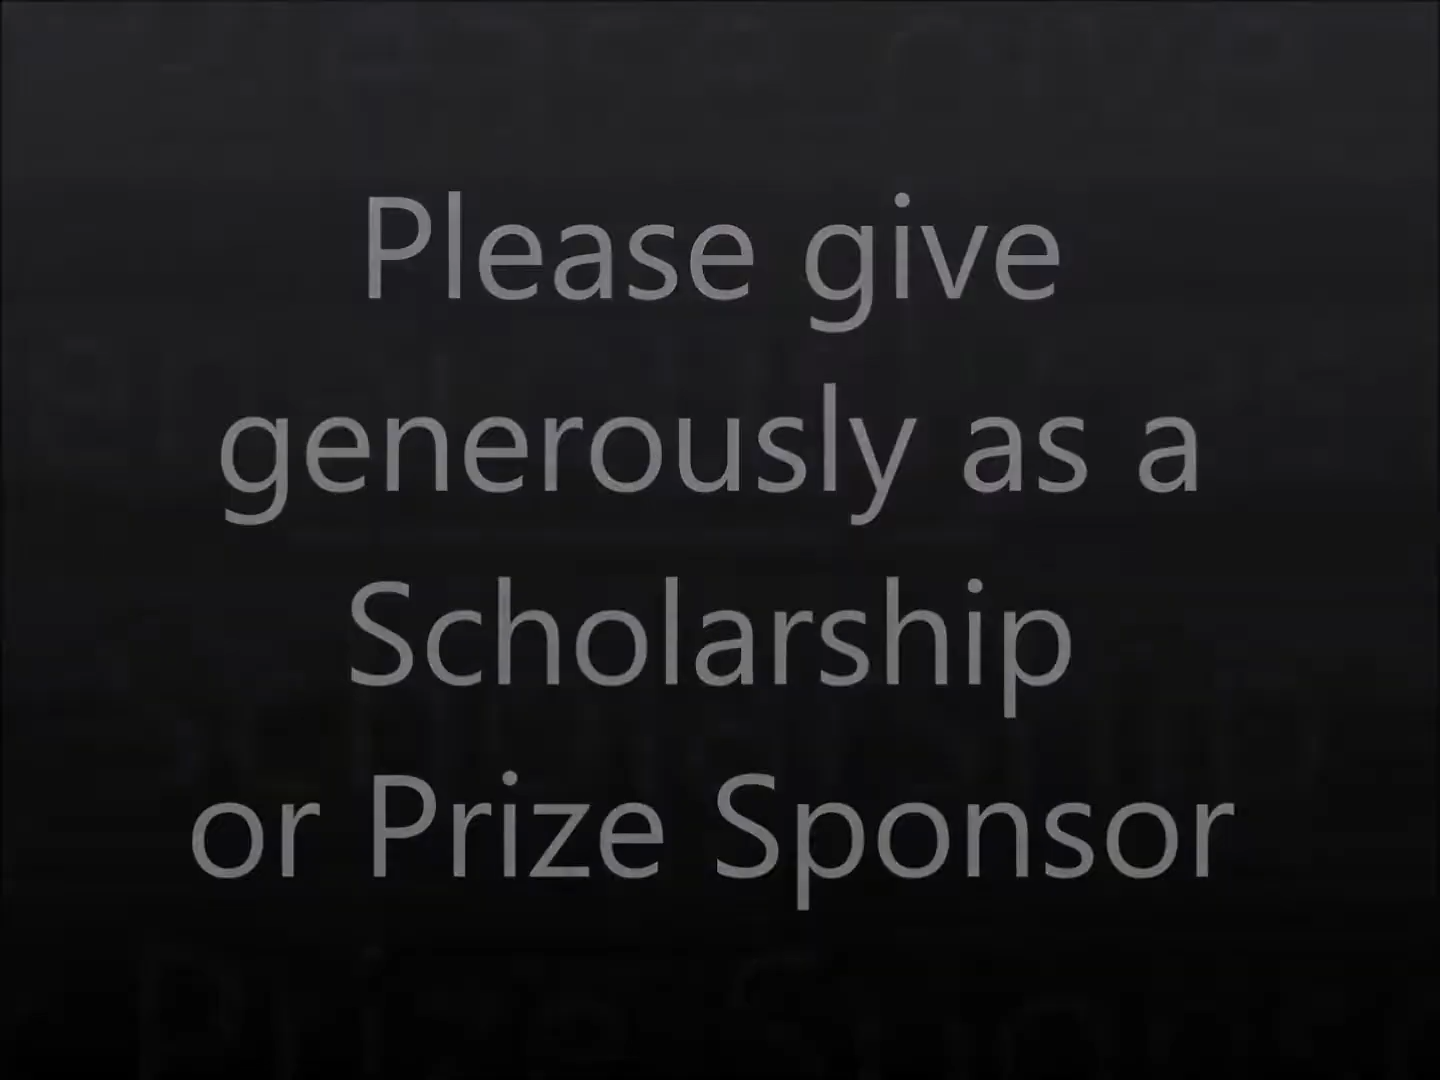 Please give
generously as a
Scholarship
or Prize Sponsor